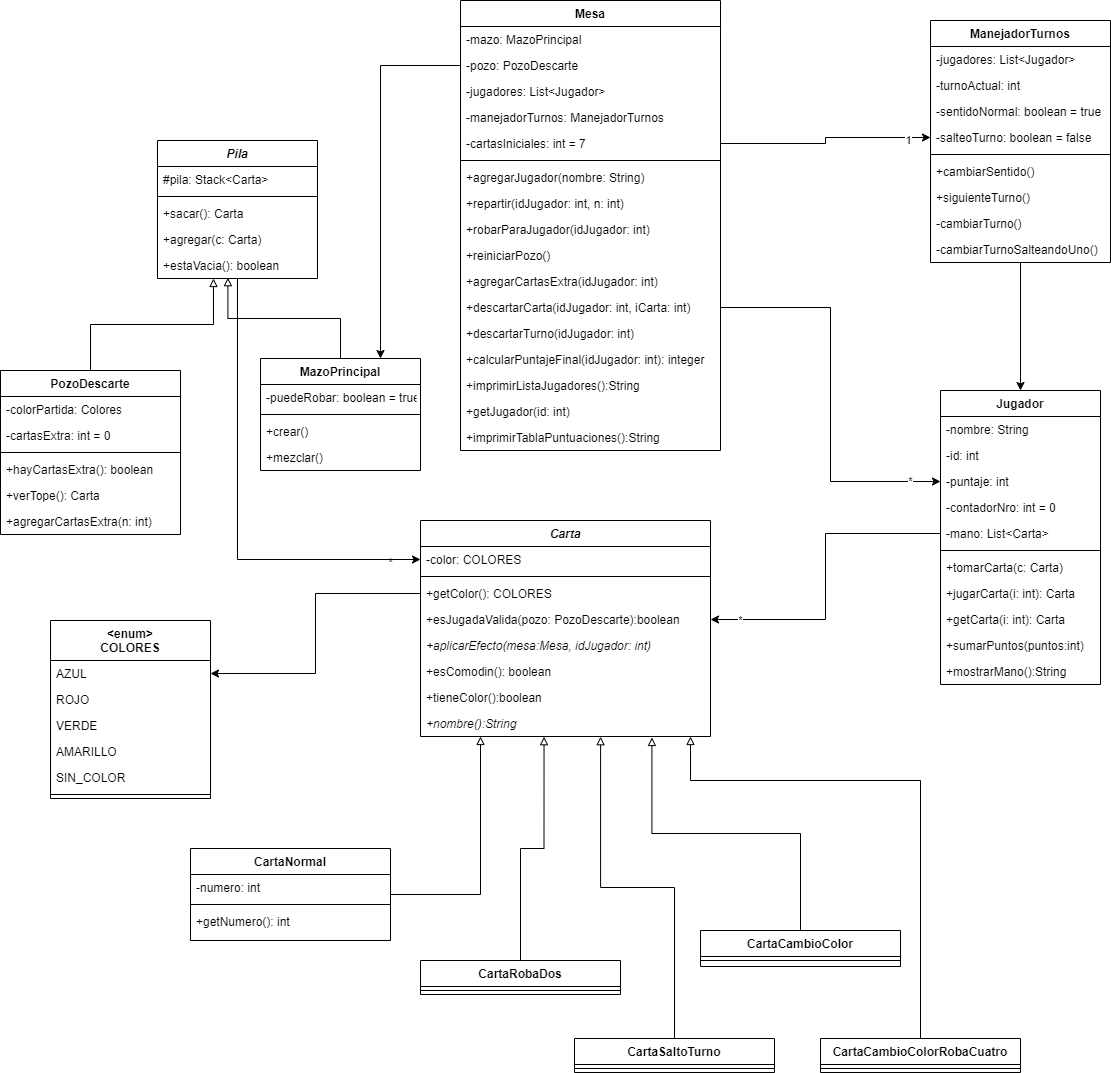 Mesa
-mazo: MazoPrincipal
-pozo: PozoDescarte
-jugadores: List<Jugador>
-manejadorTurnos: ManejadorTurnos
-cartasIniciales: int = 7
+agregarJugador(nombre: String)
+repartir(idJugador: int, n: int)
+robarParaJugador(idJugador: int)
+reiniciarPozo()
+agregarCartasExtra(idJugador: int)
+descartarCarta(idJugador: int, iCarta: int)
+descartarTurno(idJugador: int)
+calcularPuntajeFinal(idJugador: int): integer
+imprimirListaJugadores():String
+getJugador(id: int)
+imprimirTablaPuntuaciones():String
ManejadorTurnos
-jugadores: List<Jugador>
-turnoActual: int
-sentidoNormal: boolean = true
-salteoTurno: boolean = false
+cambiarSentido()
+siguienteTurno()
-cambiarTurno()
-cambiarTurnoSalteandoUno()
1
Pila
#pila: Stack<Carta>
+sacar(): Carta
+agregar(c: Carta)
+estaVacia(): boolean
PozoDescarte
-colorPartida: Colores
-cartasExtra: int = 0
+hayCartasExtra(): boolean
+verTope(): Carta
+agregarCartasExtra(n: int)
MazoPrincipal
-puedeRobar: boolean = true
+crear()
+mezclar()
Jugador
-nombre: String
-id: int
-puntaje: int
-contadorNro: int = 0
-mano: List<Carta>
+tomarCarta(c: Carta)
+jugarCarta(i: int): Carta
+getCarta(i: int): Carta
+sumarPuntos(puntos:int)
+mostrarMano():String
*
*
*
Carta
-color: COLORES
+getColor(): COLORES
+esJugadaValida(pozo: PozoDescarte):boolean
+aplicarEfecto(mesa:Mesa, idJugador: int)
+esComodin(): boolean
+tieneColor():boolean
+nombre():String
<enum>
COLORES
AZUL
ROJO
VERDE
AMARILLO
SIN_COLOR
CartaNormal
-numero: int
+getNumero(): int
CartaRobaDos
CartaCambioColor
CartaSaltoTurno
CartaCambioColorRobaCuatro